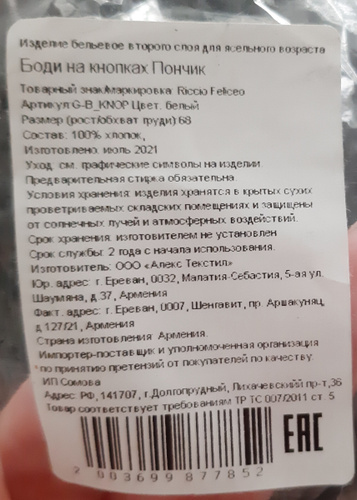 Изделие бельевое второго слоя для ясельного возраста
Боди на кнопках Пончик
Товарный знак/маркировка Riccio Feliceo
Артикул G-B_KNOP Цвет. белый
Размер (рост/обхват груди) 68
Состав: 100% хлопок,
Изготовлено. июль 2021
Уход см. графические символы на изделии.
Предварительная стирка обязательна.
Условия хранения: изделия хранятся в крытых сухих
проветриваемых складских помещениях и защищены
от солнечных лучей и атмосферных воздействий.
Срок хранения. изготовителем не установлен
Срок службы: 2 года с начала использования.
Изготовитель: ООО «Алекс Текстил»
Юр. адрес: г. Ереван, 0032, Малатия-Себастия, 5-ая ул.
Шаумяна, д 37, Армения
Факт. адрес: г. Ереван, 0007, Шенгавит, пр. Аршакуняц,
д 127/21, Армения
Страна изготовления Армения.
Импортер-поставщик и уполномоченная организация
по принятию претензий от покупателей по качеству:
ИП Сомова
Адрес: РФ, 141707, г.Долгопрудный, Лихачевский пр-т,36
Товар соответствует требованиям ТР ТС 007/2011 ст. 5
EAC
2 003699 877852